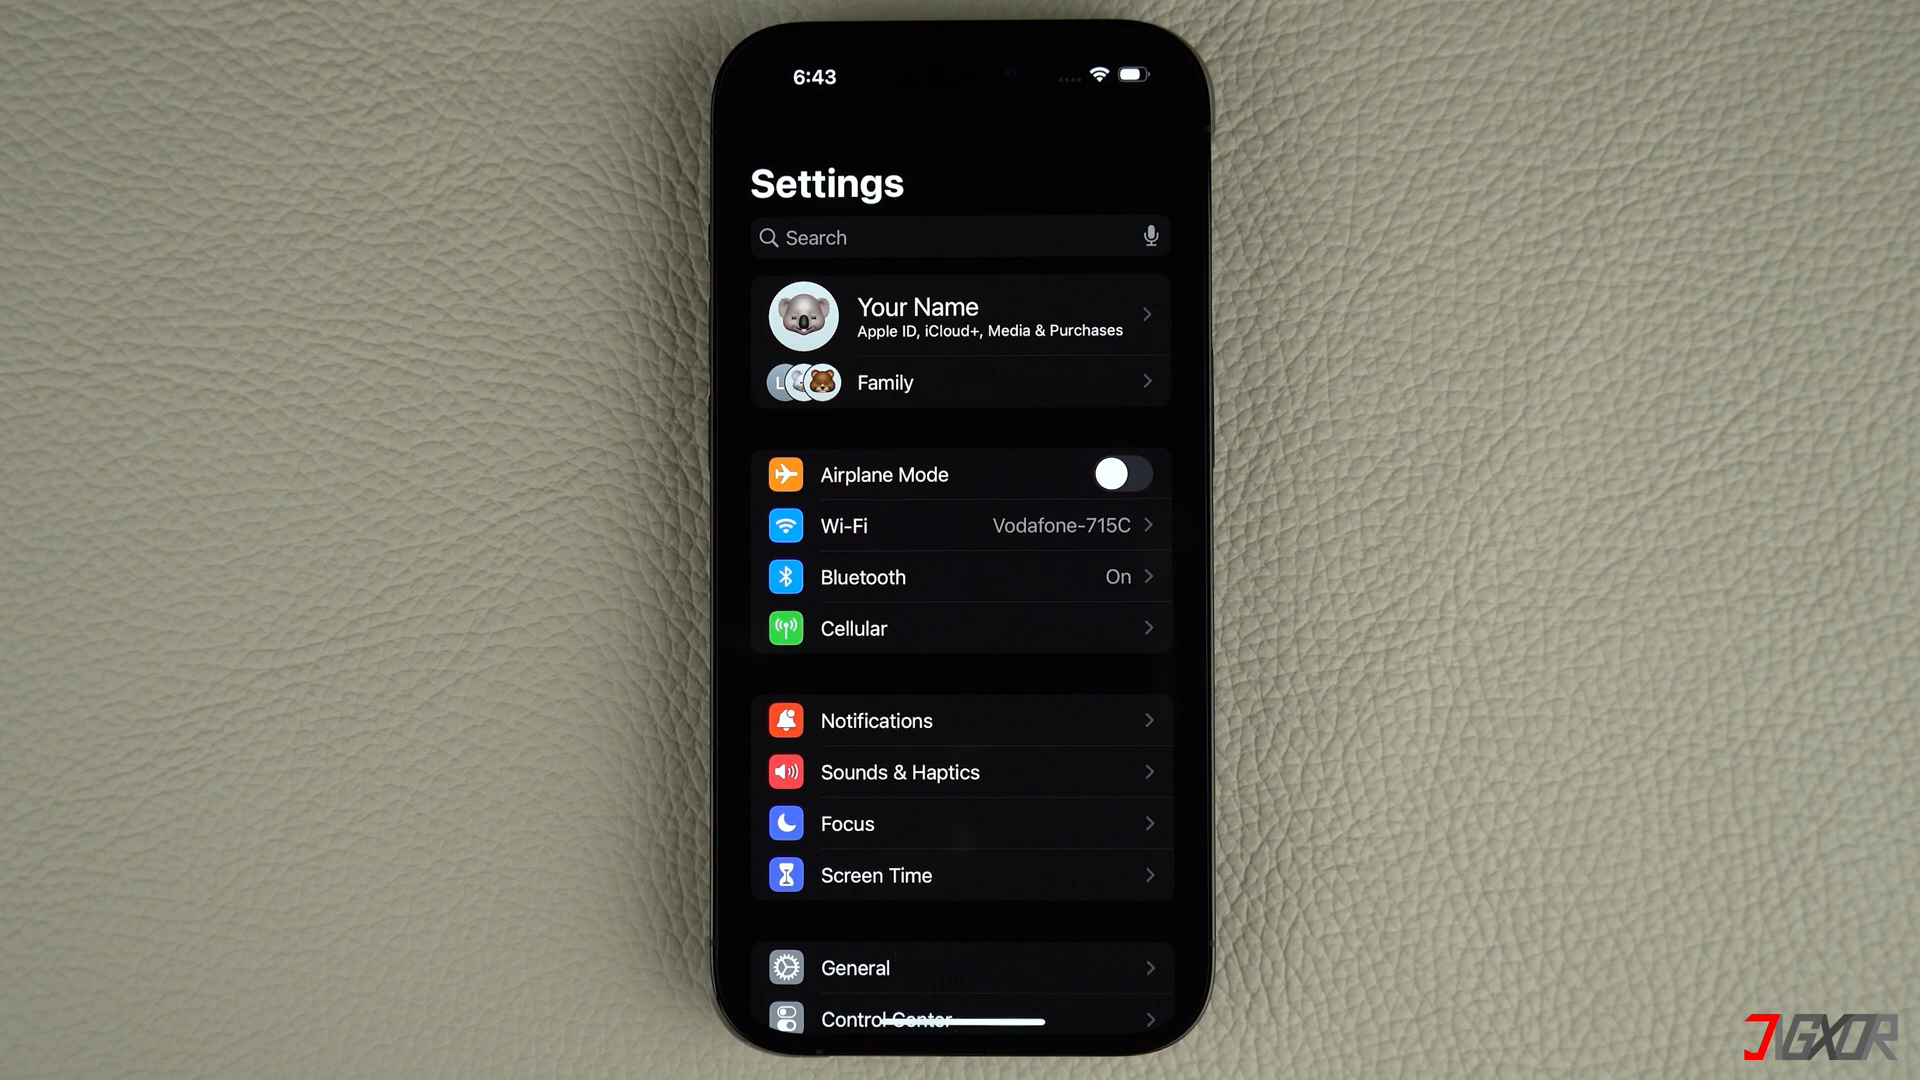 6:43
Settings
Search
Your Name
Apple ID, iCloud+, Media & Purchases
L
Family
Airplane Mode
Wi-Fi
Vodafone-715C
Bluetooth
On
Cellular
Notifications
Sounds & Haptics
Focus
Screen Time
General
Control Center
JVGXOR